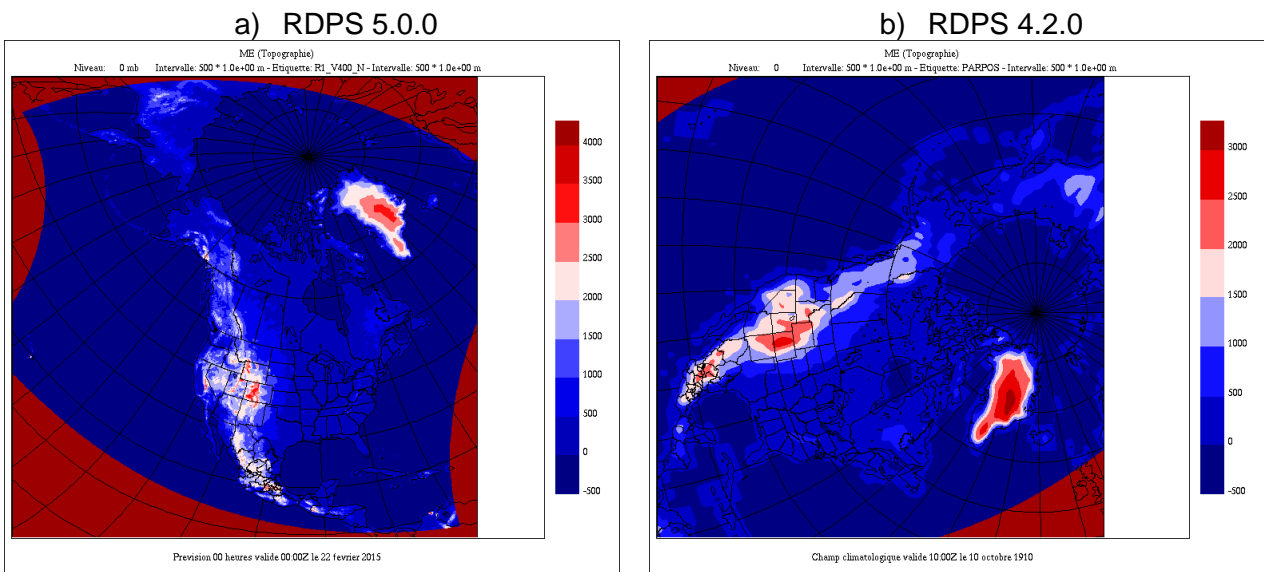 a) RDPS 5.0.0
ME (Topographie)
Niveau: 0 mb Intervalle: 500 * 1.0e+00 m - Etiquette: R1_V400_N - Intervalle: 500 * 1.0e+00 m
4000
3500
3000
2500
2000
1500
1000
500
0
-500
Prevision 00 heures valide 00:00Z le 22 fevrier 2015
b) RDPS 4.2.0
ME (Topographie)
Niveau: 0 Intervalle: 500 * 1.0e+00 m - Etiquette: PARPOS - Intervalle: 500 * 1.0e+00 m
3000
2500
2000
1500
1000
500
0
-500
Champ climatologique valide 10:00Z le 10 octobre 1910